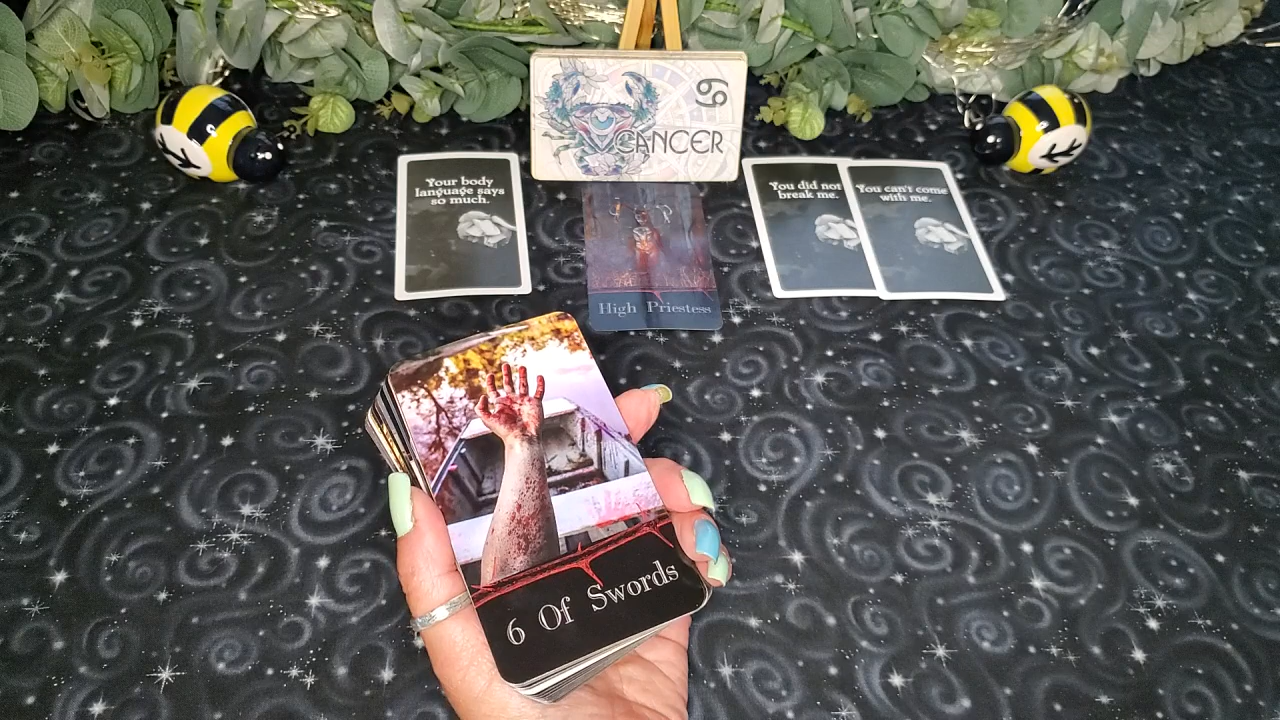 ♋ CANCER
Your body
language says
so much.
You did not
break me.
You can't come
with me.
High Priestess
6 Of Swords